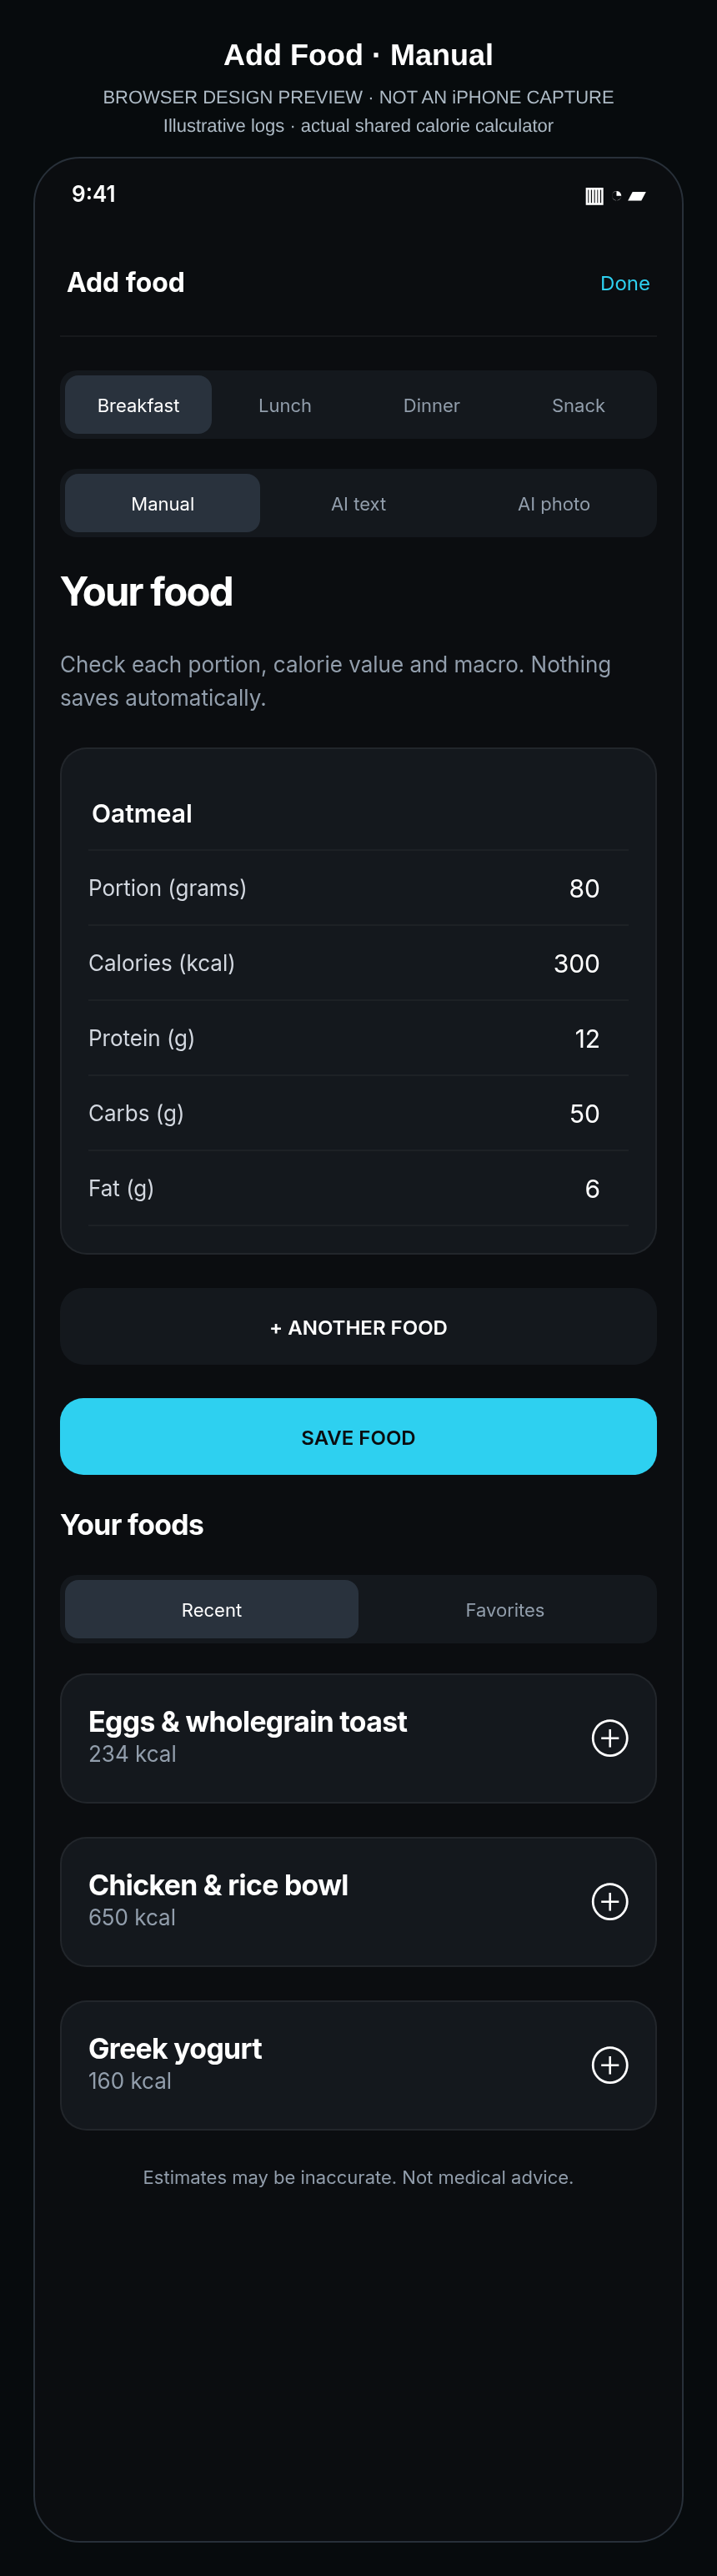 Add Food · Manual
BROWSER DESIGN PREVIEW · NOT AN iPHONE CAPTURE
Illustrative logs · actual shared calorie calculator
9:41
Add food
Done
Breakfast Lunch Dinner Snack
Manual AI text AI photo
Your food
Check each portion, calorie value and macro. Nothing
saves automatically.
Oatmeal
Portion (grams) 80
Calories (kcal) 300
Protein (g) 12
Carbs (g) 50
Fat (g) 6
+ ANOTHER FOOD
SAVE FOOD
Your foods
Recent Favorites
Eggs & wholegrain toast
234 kcal
Chicken & rice bowl
650 kcal
Greek yogurt
160 kcal
Estimates may be inaccurate. Not medical advice.